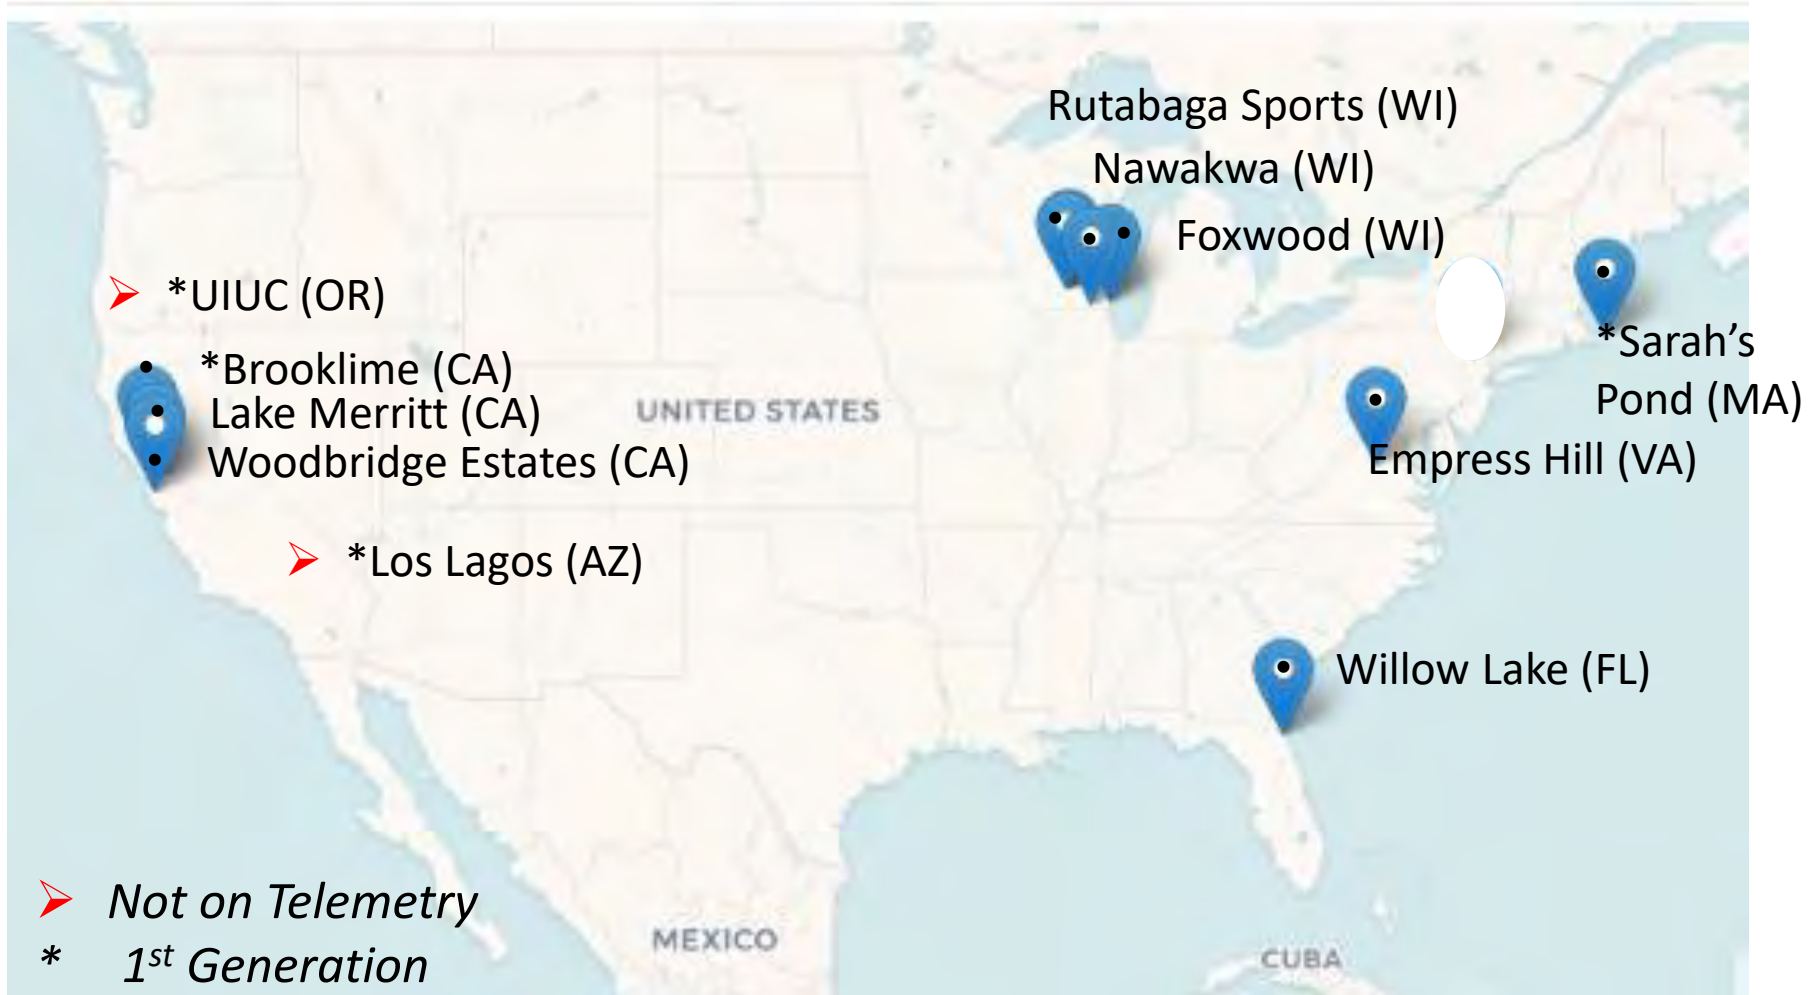 Rutabaga Sports (WI)
Nawakwa (WI)
Foxwood (WI)
➢ *UIUC (OR)
*Sarah’s
Pond (MA)
*Brooklime (CA)
Lake Merritt (CA)
UNITED STATES
Woodbridge Estates (CA)
Empress Hill (VA)
➢ *Los Lagos (AZ)
Willow Lake (FL)
➢ Not on Telemetry
* 1st Generation
MEXICO
CUBA